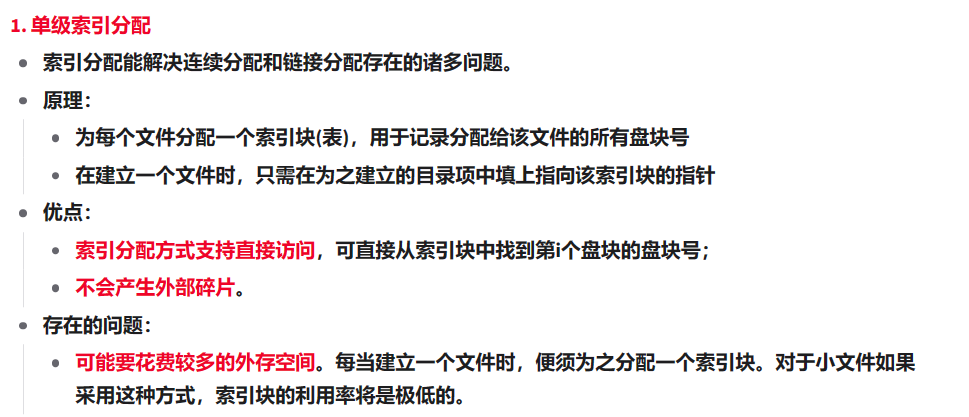 1. 单级索引分配
索引分配能解决连续分配和链接分配存在的诸多问题。
原理：
为每个文件分配一个索引块(表)，用于记录分配给该文件的所有盘块号
在建立一个文件时，只需在为之建立的目录项中填上指向该索引块的指针
优点：
索引分配方式支持直接访问，可直接从索引块中找到第i个盘块的盘块号；
不会产生外部碎片。
存在的问题：
可能要花费较多的外存空间。每当建立一个文件时，便须为之分配一个索引块。对于小文件如果
采用这种方式，索引块的利用率将是极低的。